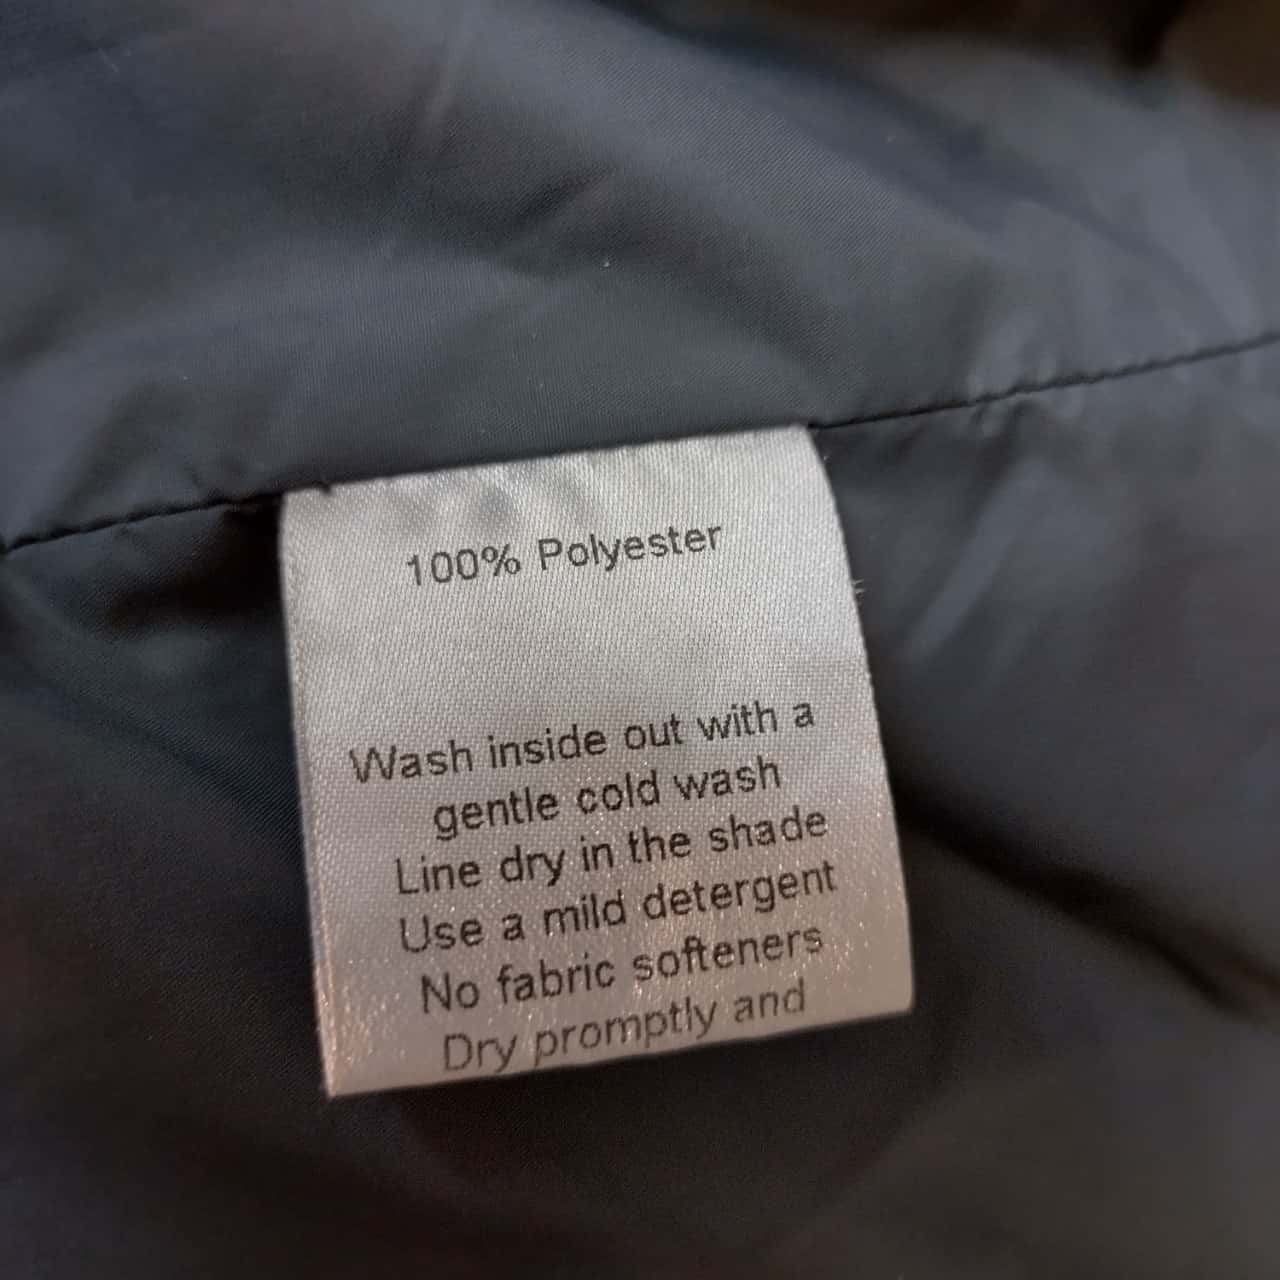 100% Polyester
Wash inside out with a
gentle cold wash
Line dry in the shade
Use a mild detergent
No fabric softeners
Dry promptly and